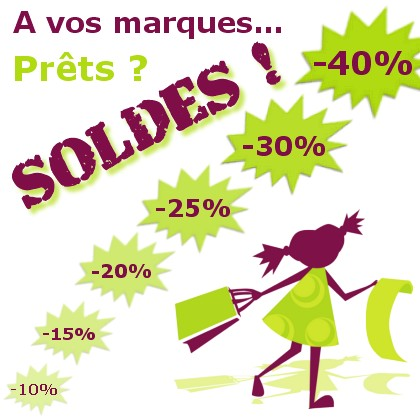 A vos marques...
Prêts ?
SOLDES !
-40%
-30%
-25%
-20%
-15%
-10%